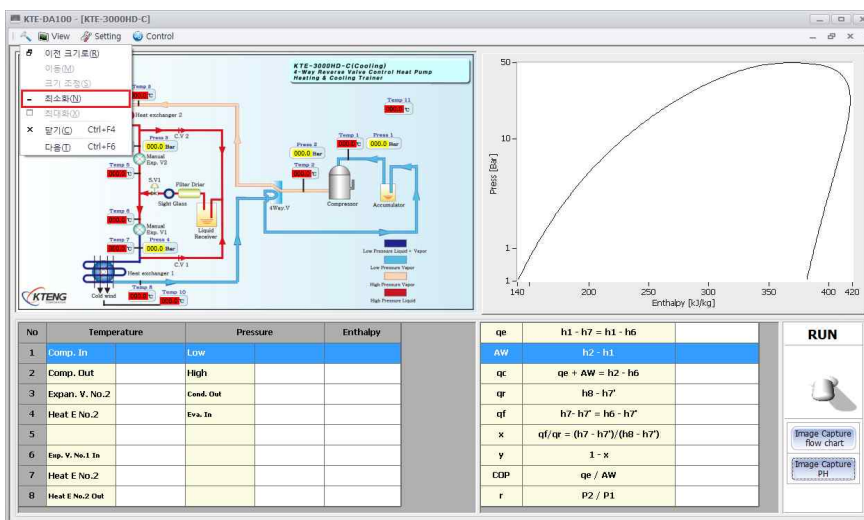 KTE-DA100 - [KTE-3000HD-C]
View Setting Control
이전 크기로(R)
이동(M)
크기 조정(S)
최소화(N)
최대화(X)
닫기(C) Ctrl+F4
다음(T) Ctrl+F6
KTE-3000HD-C(Cooling)
4-Way Reverse Valve Control Heat Pump
Heating & Cooling Trainer
Temp 11
Heat exchanger 2
C.V 2
Press 2
000.0 Bar
Temp 1
Press 1
000.0 Bar
Temp 2
000.0 Bar
Manual
Exp. V2
Temp 5
S.V1
Filter Drier
Sight Glass
4Way.V
Compressor
Accumulator
Temp 6
Manual
Exp. V1
Liquid
Receiver
Temp 7
Press 4
000.0 Bar
C.V 1
Heat exchanger 1
Cold wind
Temp 10
Low Pressure Liquid + Vapor
Low Pressure Vapor
High Pressure Vapor
High Pressure Liquid
KTENG
Press [Bar]
50
10
1
1
140 200 250 300 350 400 420
Enthalpy [kJ/kg]
No Temperature Pressure Enthalpy
1 Comp. In Low
2 Comp. Out High
3 Expan. V. No.2 Cond. Out
4 Heat E No.2 Eva. In
5
6 Exp. V. No.1 In
7 Heat E No.2
8 Heat E No.2 Out
qe h1 - h7 = h1 - h6
AW h2 - h1
qc qe + AW = h2 - h6
qr h8 - h7'
qf h7- h7' = h6 - h7'
x qf/qr = (h7 - h7')/(h8 - h7')
y 1 - x
COP qe / AW
r P2 / P1
RUN
Image Capture
flow chart
Image Capture
PH